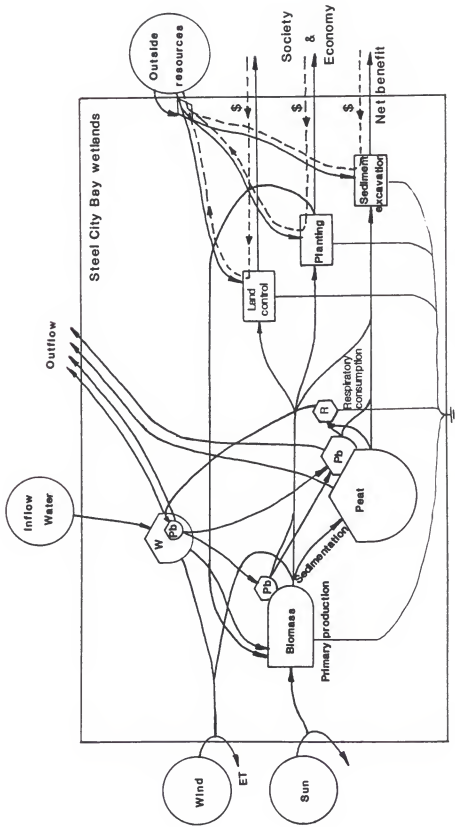 Steel City Bay wetlands
Outside
resources
Society
&
Economy
$
$
$
Net benefit
Outflow
Inflow
Water
W
Pb
Wind
ET
Sun
Biomass
Primary production
Pb
Sedimentation
Peat
Pb
R
Respiratory
consumption
Land
control
Planting
Sediment
excavation